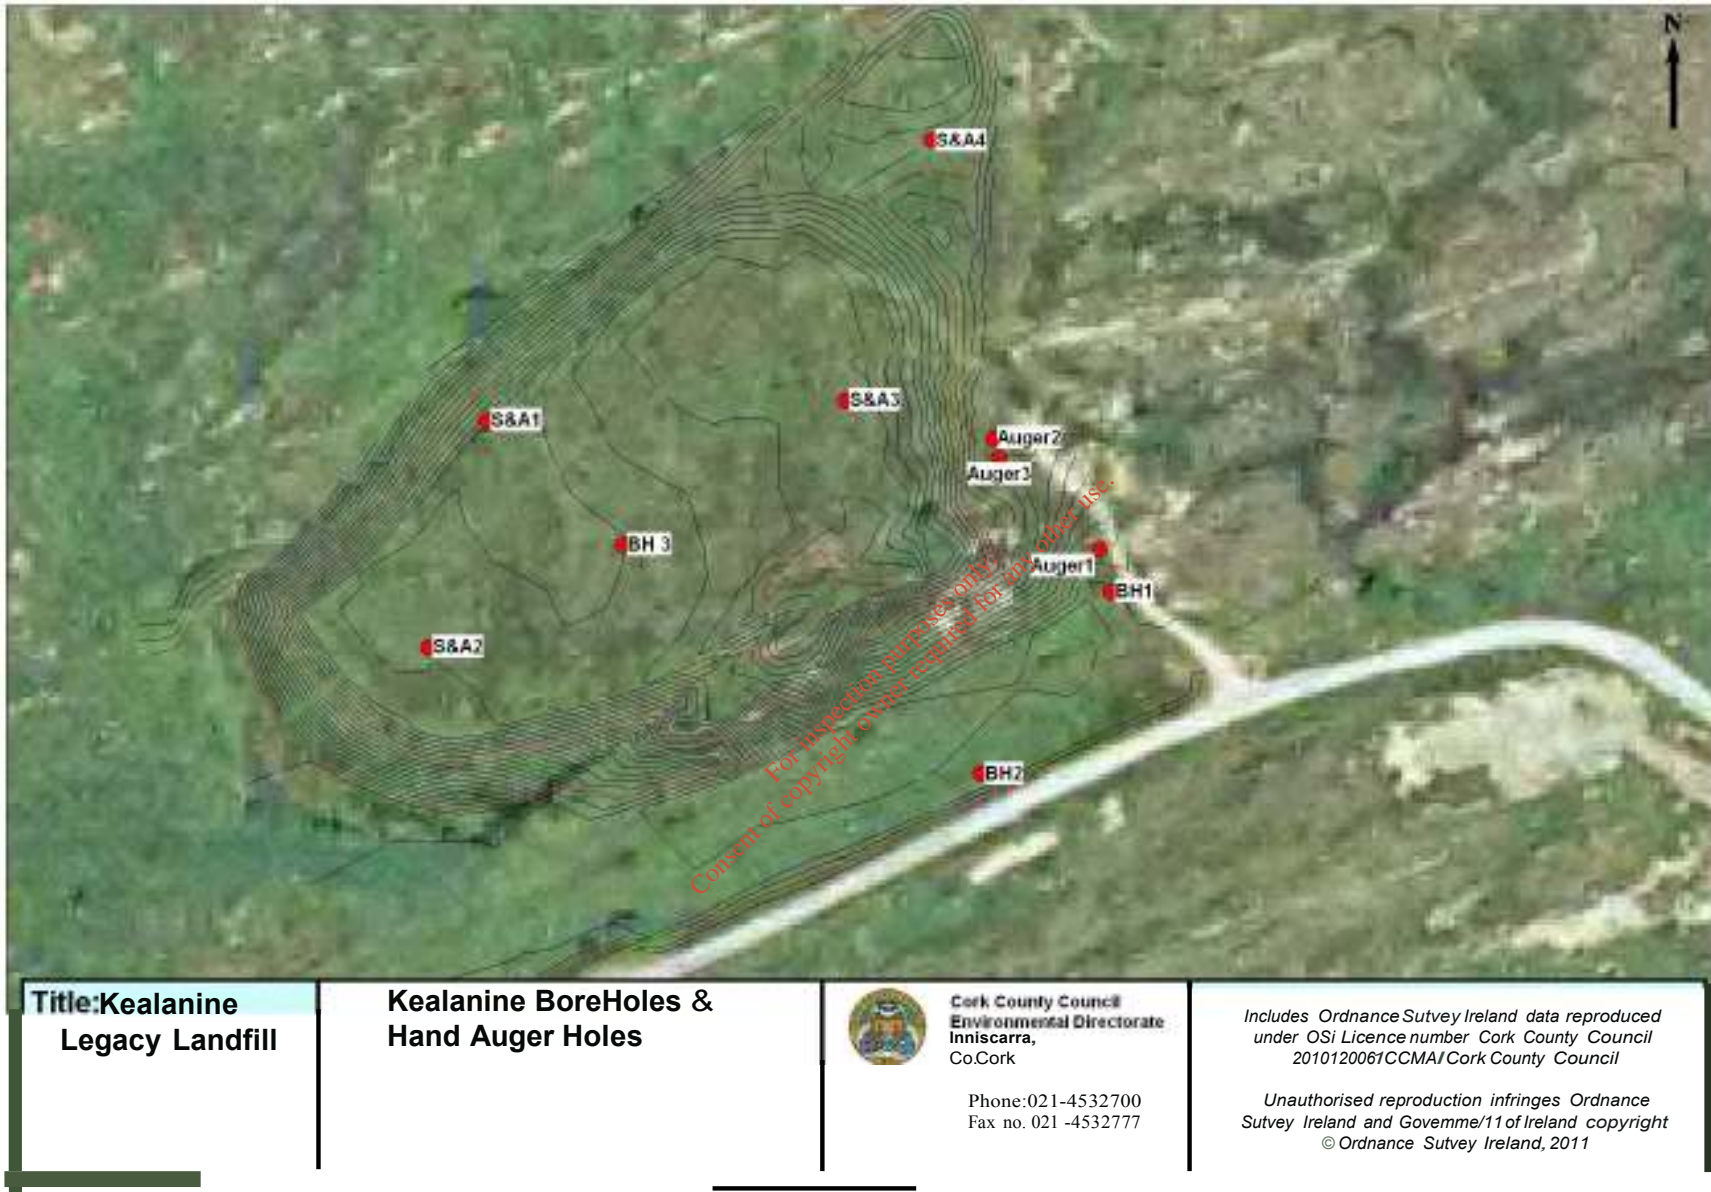 N
S&A4
S&A3
S&A1
Auger2
Auger3
BH 3
Auger1
BH1
S&A2
BH2
For inspection purposes only.
Consent of copyright owner required for any other use.
Title:Kealanine
Legacy Landfill
Kealanine BoreHoles &
Hand Auger Holes
Cork County Council
Environmental Directorate
Inniscarra,
Co.Cork
Phone:021-4532700
Fax no. 021 -4532777
Includes Ordnance Sutvey Ireland data reproduced
under OSi Licence number Cork County Council
2010120061CCMA/Cork County Council
Unauthorised reproduction infringes Ordnance
Sutvey Ireland and Govemme/11 of Ireland copyright
© Ordnance Sutvey Ireland, 2011